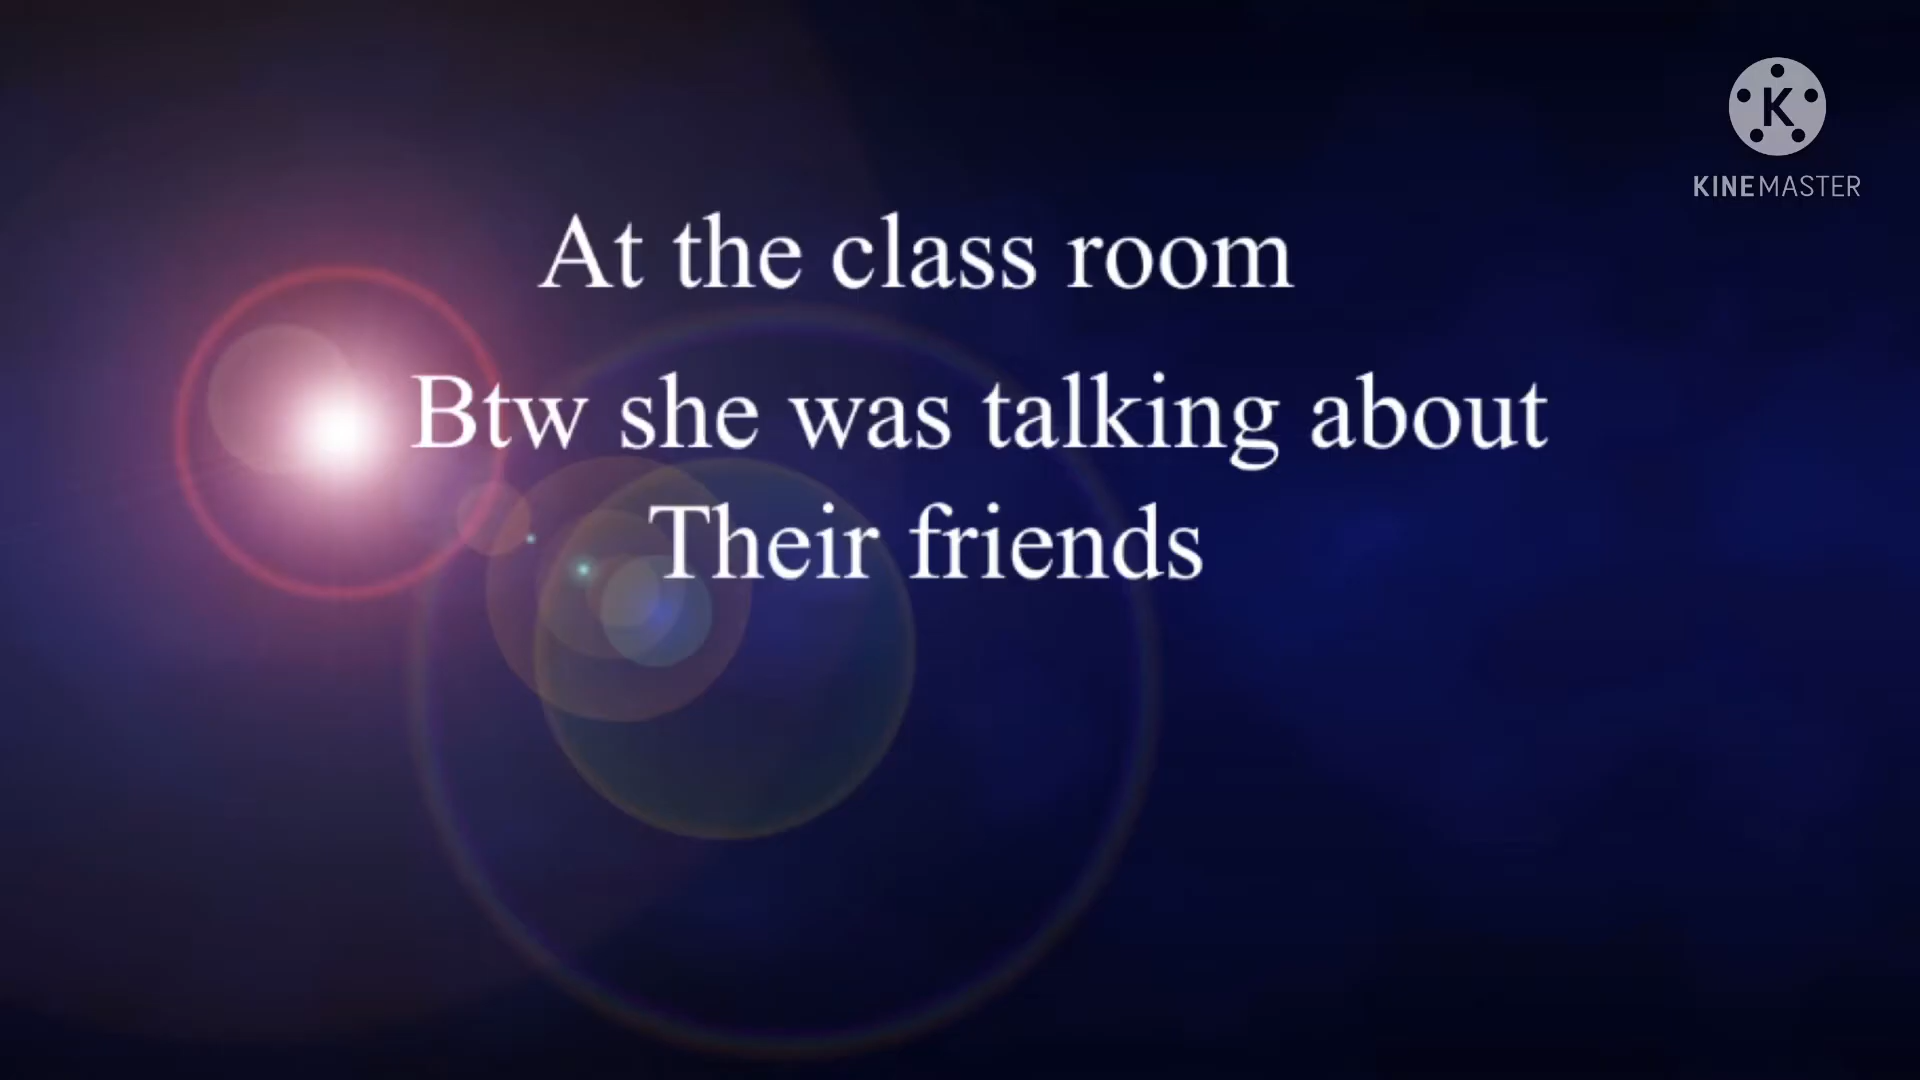 K
KINEMASTER
At the class room
Btw she was talking about
Their friends